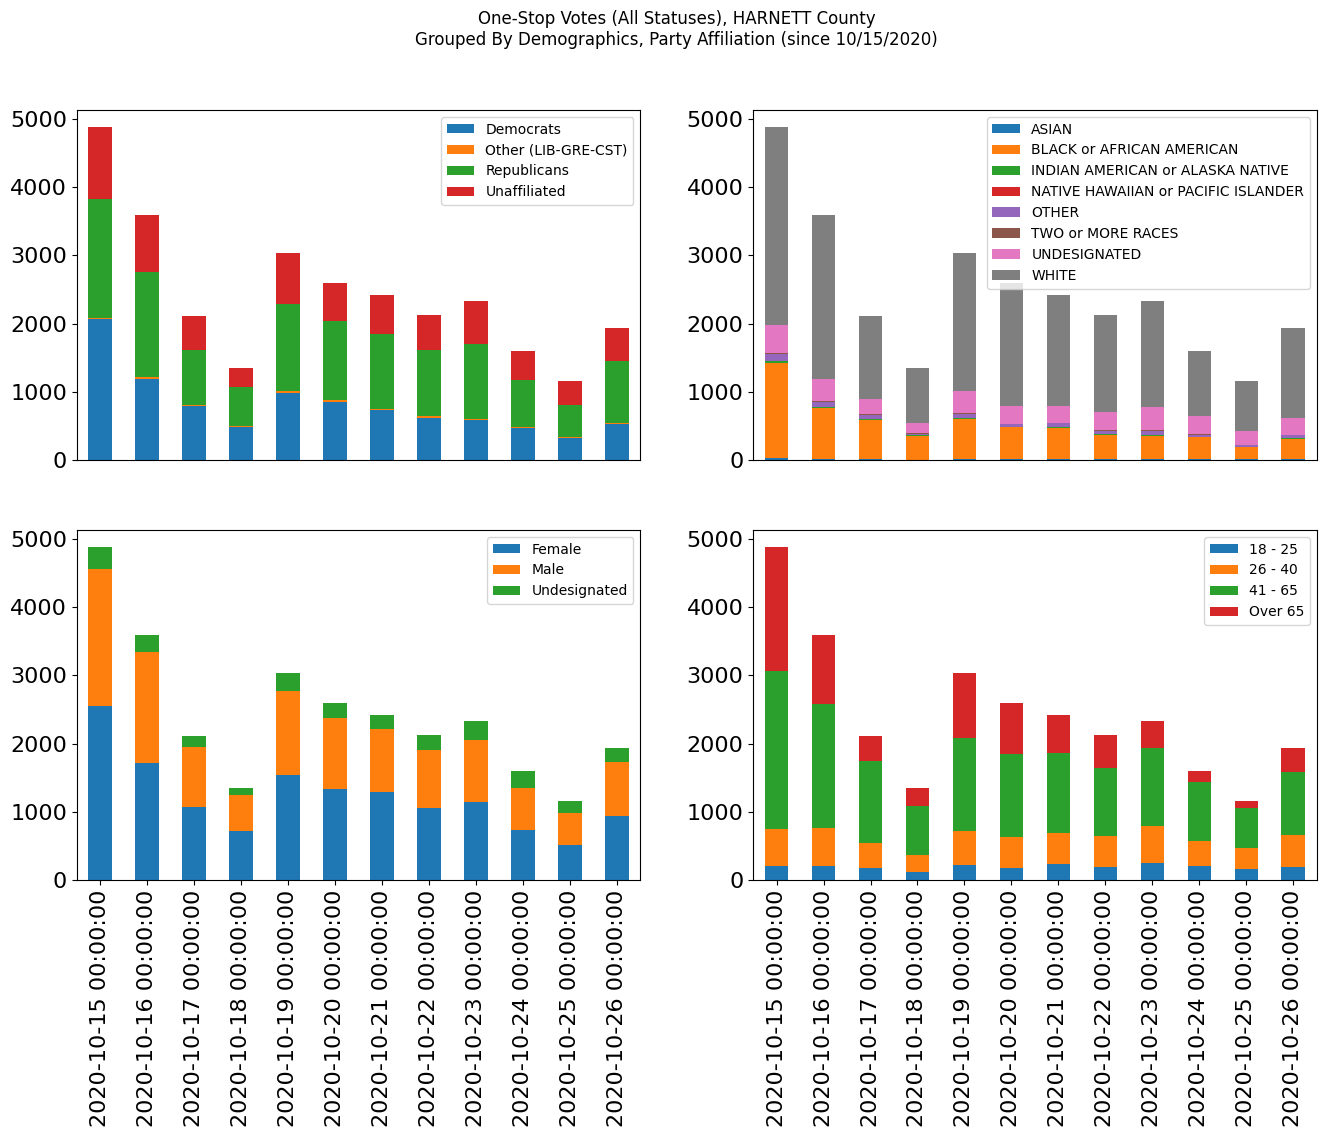 One-Stop Votes (All Statuses), HARNETT County
Grouped By Demographics, Party Affiliation (since 10/15/2020)
5000
4000
3000
2000
1000
0
Democrats
Other (LIB-GRE-CST)
Republicans
Unaffiliated
5000
4000
3000
2000
1000
0
ASIAN
BLACK or AFRICAN AMERICAN
INDIAN AMERICAN or ALASKA NATIVE
NATIVE HAWAIIAN or PACIFIC ISLANDER
OTHER
TWO or MORE RACES
UNDESIGNATED
WHITE
5000
4000
3000
2000
1000
0
Female
Male
Undesignated
2020-10-15 00:00:00
2020-10-16 00:00:00
2020-10-17 00:00:00
2020-10-18 00:00:00
2020-10-19 00:00:00
2020-10-20 00:00:00
2020-10-21 00:00:00
2020-10-22 00:00:00
2020-10-23 00:00:00
2020-10-24 00:00:00
2020-10-25 00:00:00
2020-10-26 00:00:00
5000
4000
3000
2000
1000
0
18 - 25
26 - 40
41 - 65
Over 65
2020-10-15 00:00:00
2020-10-16 00:00:00
2020-10-17 00:00:00
2020-10-18 00:00:00
2020-10-19 00:00:00
2020-10-20 00:00:00
2020-10-21 00:00:00
2020-10-22 00:00:00
2020-10-23 00:00:00
2020-10-24 00:00:00
2020-10-25 00:00:00
2020-10-26 00:00:00